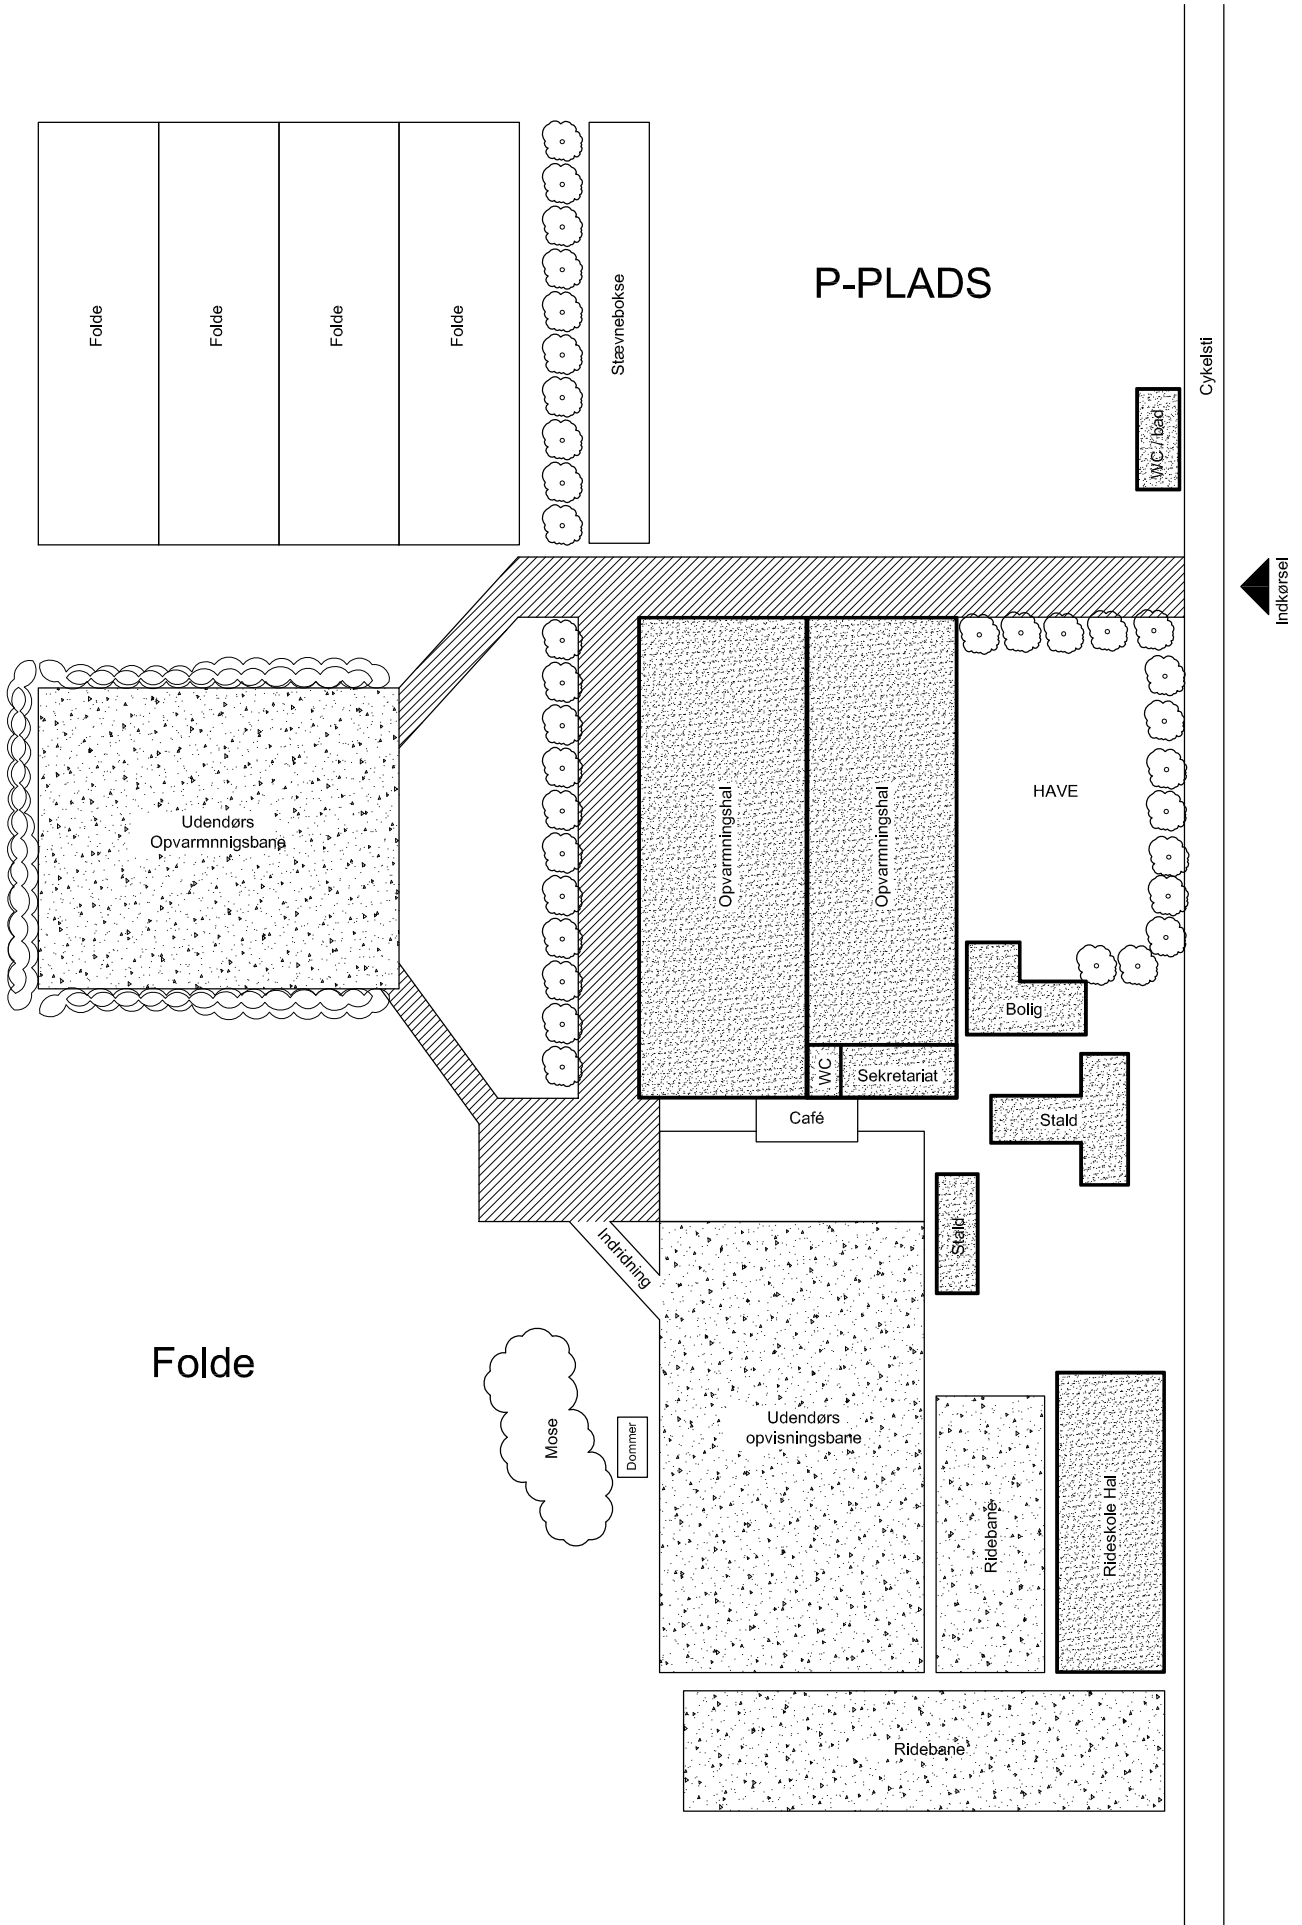 Folde
Folde
Folde
Folde
Stævnebokse
P-PLADS
Cykelsti
WC / bad
Indkørsel
Udendørs
Opvarmnnigsbane
Opvarmningshal
Opvarmningshal
HAVE
Bolig
WC
Sekretariat
Café
Stald
Stald
Indridning
Folde
Mose
Dommer
Udendørs
opvisningsbane
Ridebane
Rideskole Hal
Ridebane